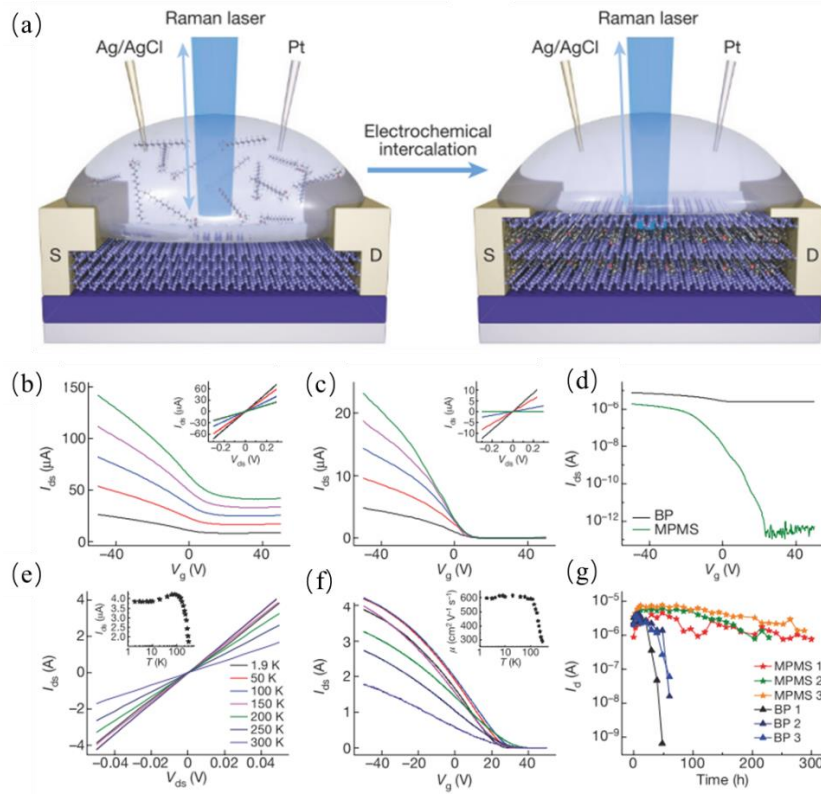 (a)
Raman laser
Raman laser
Ag/AgCl
Pt
Ag/AgCl
Pt
Electrochemical
intercalation
S
D
S
D
(b)
150
100
50
0
I_ds (μA)
-40
0
40
V_g (V)
60
30
0
-30
-60
I_ds (μA)
-0.2
0
0.2
V_ds (V)
(c)
20
10
0
I_ds (μA)
-40
0
40
V_g (V)
10
5
0
-5
-10
I_ds (μA)
-0.2
0
0.2
V_ds (V)
(d)
10⁻⁶
10⁻⁸
10⁻¹⁰
10⁻¹²
I_ds (A)
BP
MPMS
-40
0
40
V_g (V)
(e)
4
2
0
-2
-4
I_ds (A)
-0.04
-0.02
0
0.02
0.04
V_ds (V)
4.0
3.5
3.0
2.5
2.0
1.5
I_ds (μA)
1
10
100
T (K)
1.9 K
50 K
100 K
150 K
200 K
250 K
300 K
(f)
4
3
2
1
0
I_ds (A)
-40
-20
0
20
40
V_g (V)
600
500
400
300
μ (cm² V⁻¹ s⁻¹)
1
10
100
T (K)
(g)
10⁻⁵
10⁻⁶
10⁻⁷
10⁻⁸
10⁻⁹
I_d (A)
MPMS 1
MPMS 2
MPMS 3
BP 1
BP 2
BP 3
0
100
200
300
Time (h)